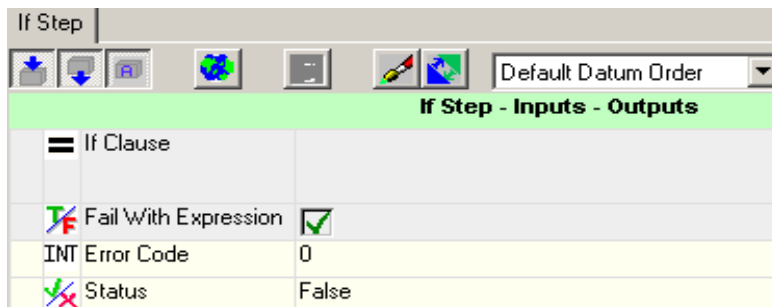 If Step
A
Default Datum Order
If Step - Inputs - Outputs
= If Clause
T/F Fail With Expression
INT Error Code 0
Status False